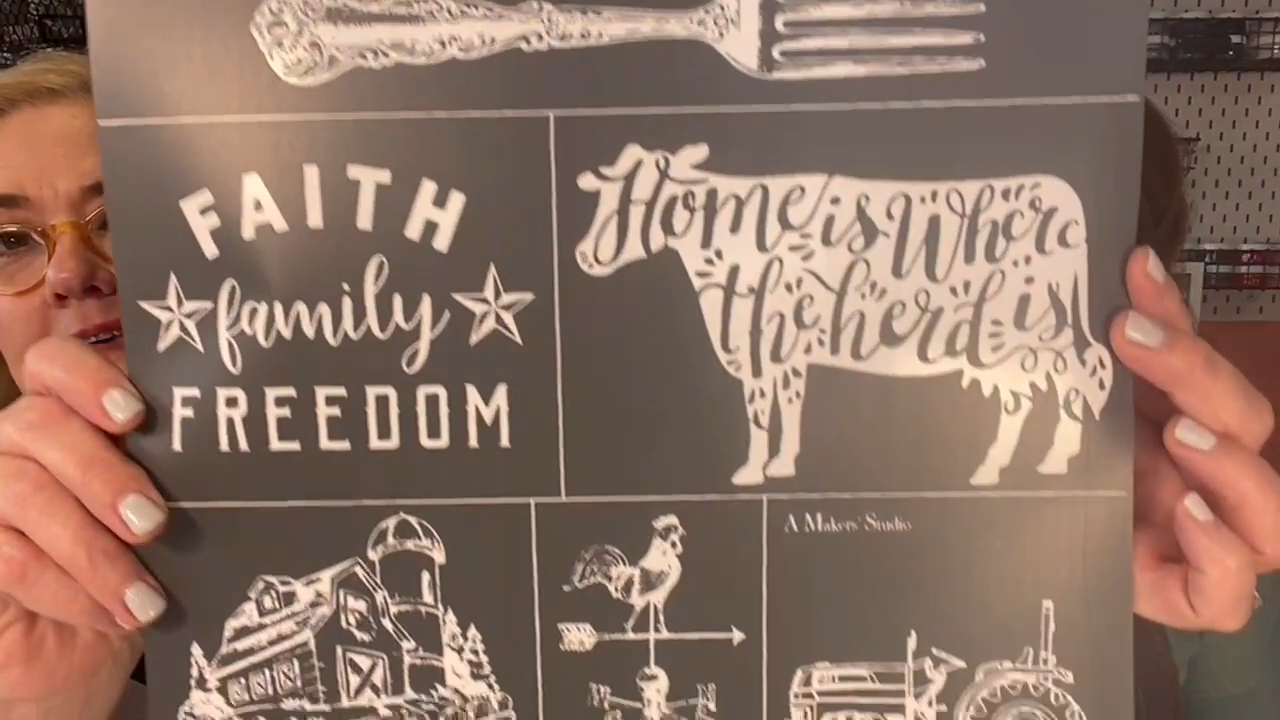 FAITH
family
FREEDOM
Home is Where
the herd is
A Makers' Studio
N